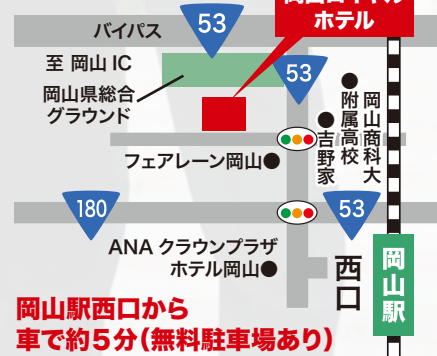 ホテル
バイパス
53
至 岡山 IC
53
岡山県総合
グラウンド
岡山商科大
附属高校
吉野家
フェアレーン岡山
180
53
ANA クラウンプラザ
ホテル岡山
西口
岡山駅
岡山駅西口から
車で約5分(無料駐車場あり)